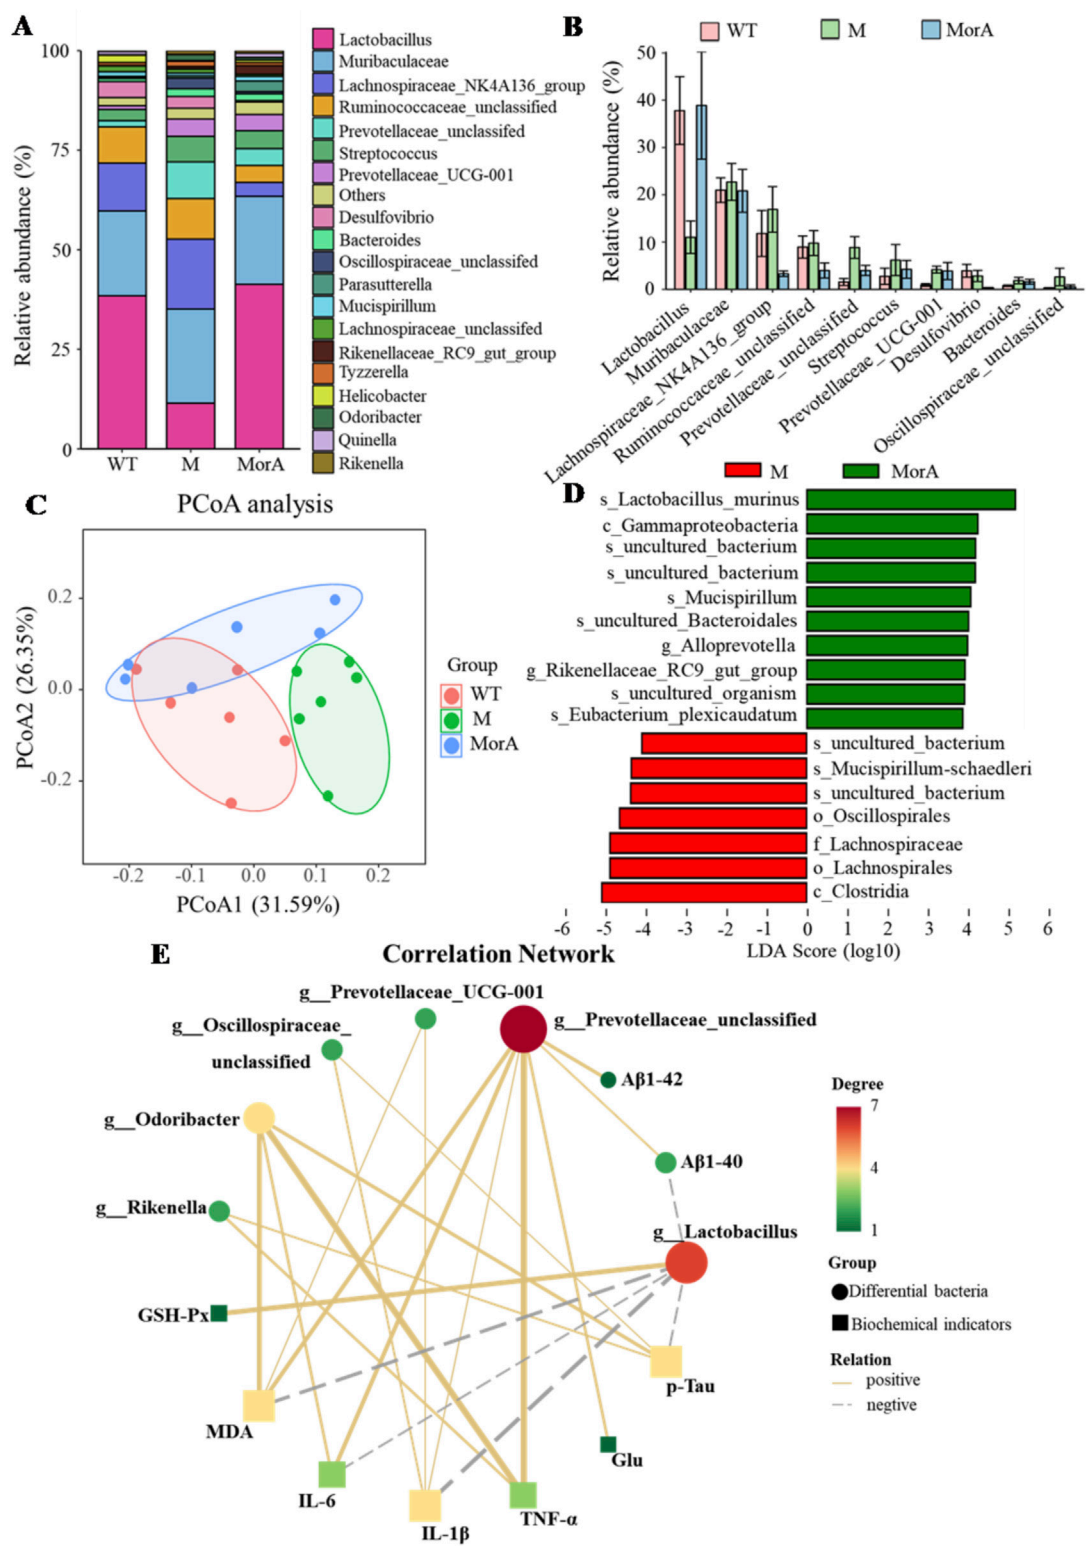 A
100
75
50
25
0
Relative abundance (%)
WT M MorA
Lactobacillus
Muribaculaceae
Lachnospiraceae_NK4A136_group
Ruminococcaceae_unclassified
Prevotellaceae_unclassifed
Streptococcus
Prevotellaceae_UCG-001
Others
Desulfovibrio
Bacteroides
Oscillospiraceae_unclassifed
Parasutterella
Mucispirillum
Lachnospiraceae_unclassifed
Rikenellaceae_RC9_gut_group
Tyzzerella
Helicobacter
Odoribacter
Quinella
Rikenella
B
WT M MorA
50
40
30
20
10
0
Relative abundance (%)
Lactobacillus
Muribaculaceae
Lachnospiraceae_NK4A136_group
Ruminococcaceae_unclassified
Prevotellaceae_unclassified
Streptococcus
Prevotellaceae_UCG-001
Desulfovibrio
Bacteroides
Oscillospiraceae_unclassified
C
PCoA analysis
0.2
0.0
-0.2
PCoA2 (26.35%)
-0.2 -0.1 0.0 0.1 0.2
PCoA1 (31.59%)
Group
WT
M
MorA
D
M MorA
s_Lactobacillus_murinus
c_Gammaproteobacteria
s_uncultured_bacterium
s_uncultured_bacterium
s_Mucispirillum
s_uncultured_Bacteroidales
g_Alloprevotella
g_Rikenellaceae_RC9_gut_group
s_uncultured_organism
s_Eubacterium_plexicaudatum
s_uncultured_bacterium
s_Mucispirillum-schaedleri
s_uncultured_bacterium
o_Oscillospirales
f_Lachnospiraceae
o_Lachnospirales
c_Clostridia
-6 -5 -4 -3 -2 -1 0 1 2 3 4 5 6
LDA Score (log10)
E
Correlation Network
g__Prevotellaceae_UCG-001
g__Oscillospiraceae_
unclassified
g__Prevotellaceae_unclassified
Aβ1-42
g__Odoribacter
Aβ1-40
g__Rikenella
g__Lactobacillus
GSH-Px
p-Tau
MDA
Glu
IL-6
IL-1β
TNF-α
Degree
7
4
1
Group
Differential bacteria
Biochemical indicators
Relation
positive
negtive